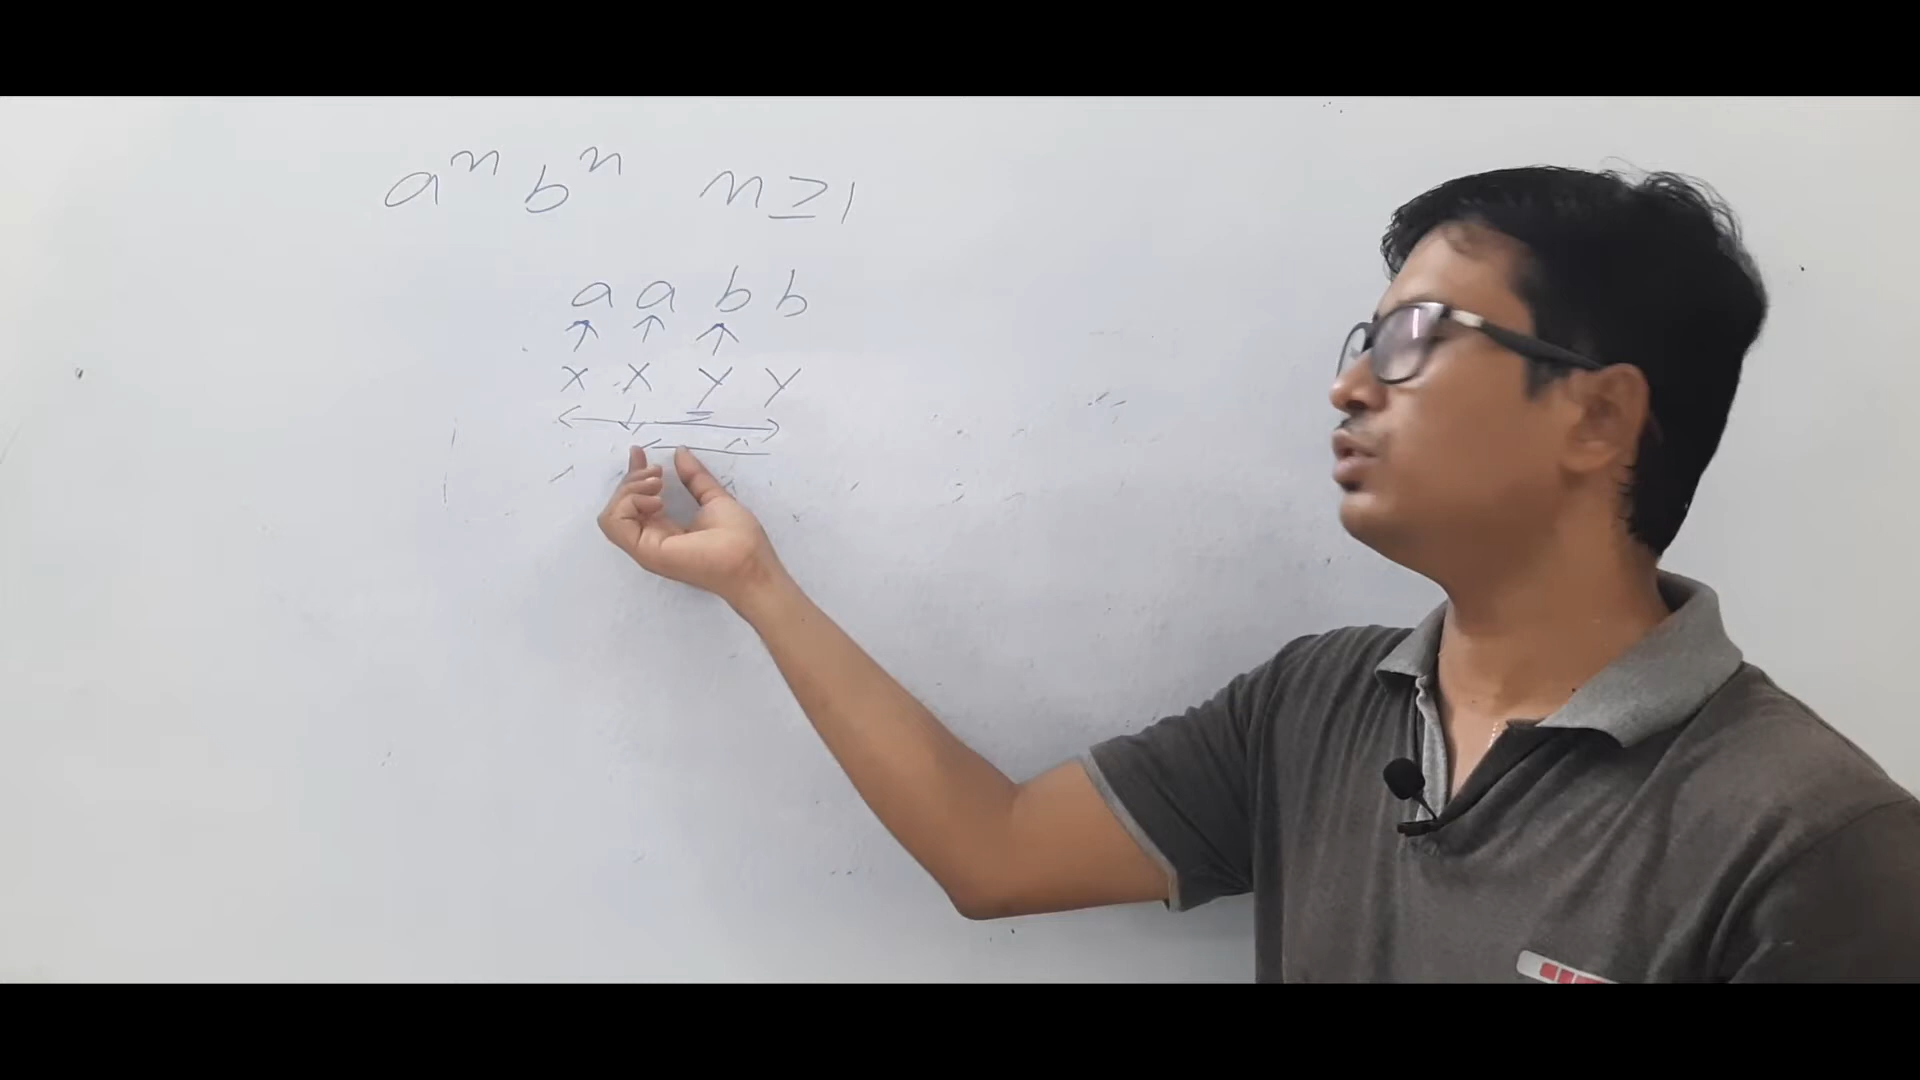 aⁿ bⁿ n ≥ 1
a a b b
↑ ↑ ↑
X X Y Y